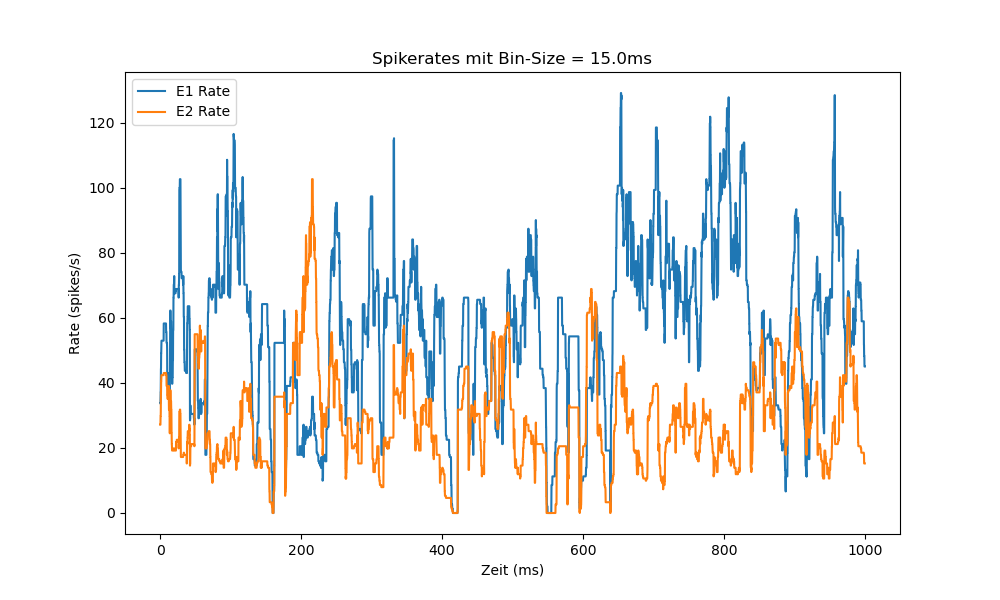 Spikerates mit Bin-Size = 15.0ms
E1 Rate
E2 Rate
Rate (spikes/s)
120
100
80
60
40
20
0
0 200 400 600 800 1000
Zeit (ms)